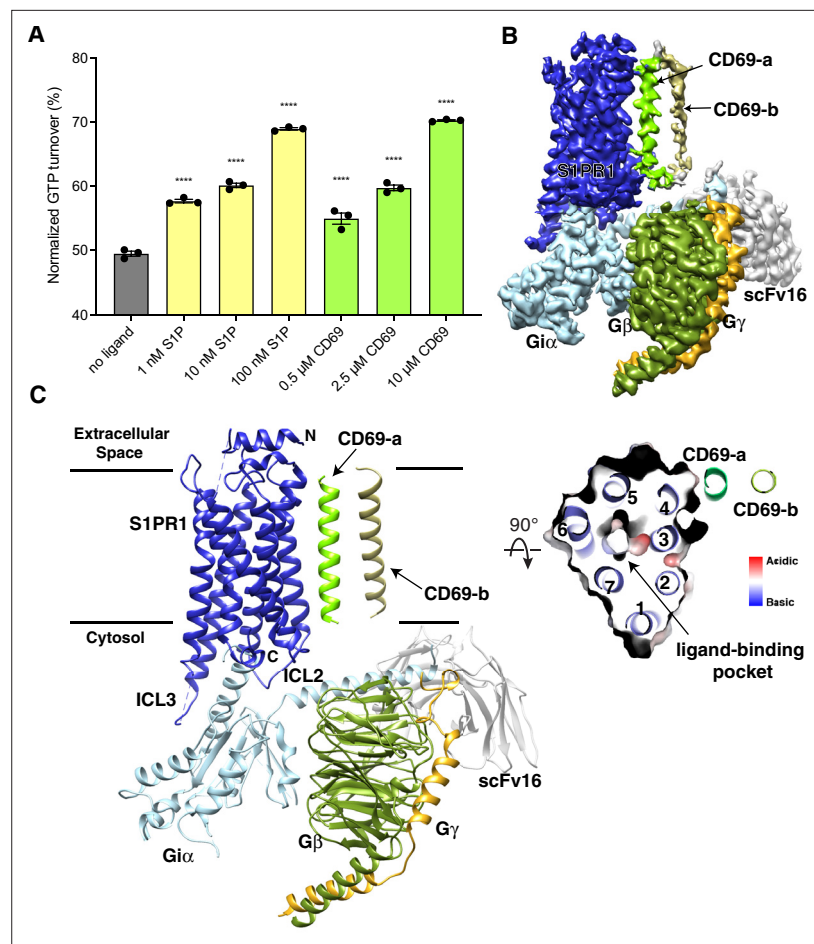 A
80
70
60
50
40
Normalized GTP turnover (%)
****
****
****
****
****
****
no ligand
1 nM S1P
10 nM S1P
100 nM S1P
0.5 µM CD69
2.5 µM CD69
10 µM CD69
B
CD69-a
CD69-b
S1PR1
scFv16
Gβ
Gγ
Giα
C
Extracellular
Space
N
CD69-a
S1PR1
CD69-b
Cytosol
C
ICL2
ICL3
scFv16
Gβ
Gγ
Giα
90°
CD69-a
CD69-b
5
4
6
3
7
2
1
Aeidic
Basic
ligand-binding
pocket